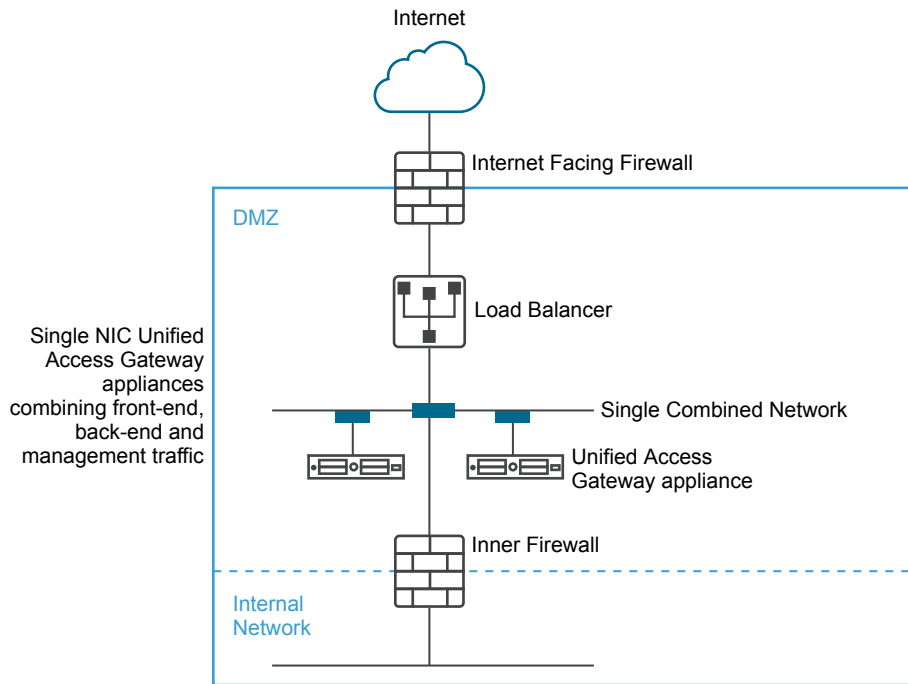 Internet
Internet Facing Firewall
DMZ
Load Balancer
Single NIC Unified
Access Gateway
appliances
combining front-end,
back-end and
management traffic
Single Combined Network
Unified Access
Gateway appliance
Inner Firewall
Internal
Network